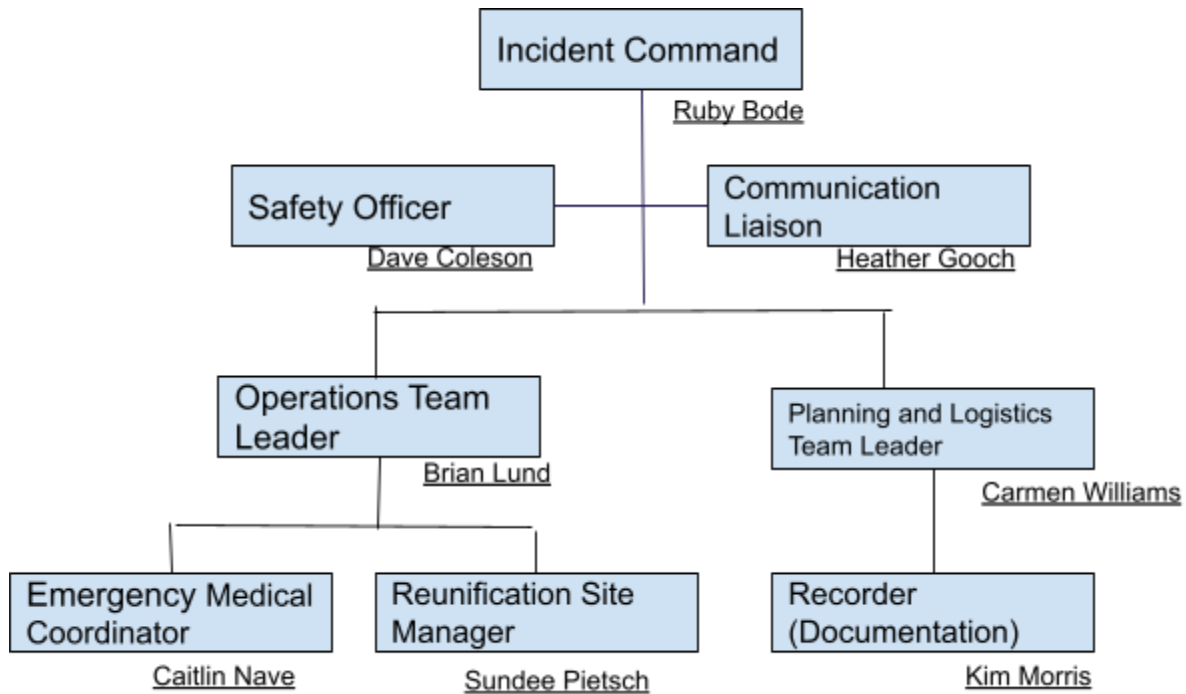 Incident Command
Ruby Bode
Safety Officer
Dave Coleson
Communication
Liaison
Heather Gooch
Operations Team
Leader
Brian Lund
Planning and Logistics
Team Leader
Carmen Williams
Emergency Medical
Coordinator
Caitlin Nave
Reunification Site
Manager
Sundee Pietsch
Recorder
(Documentation)
Kim Morris